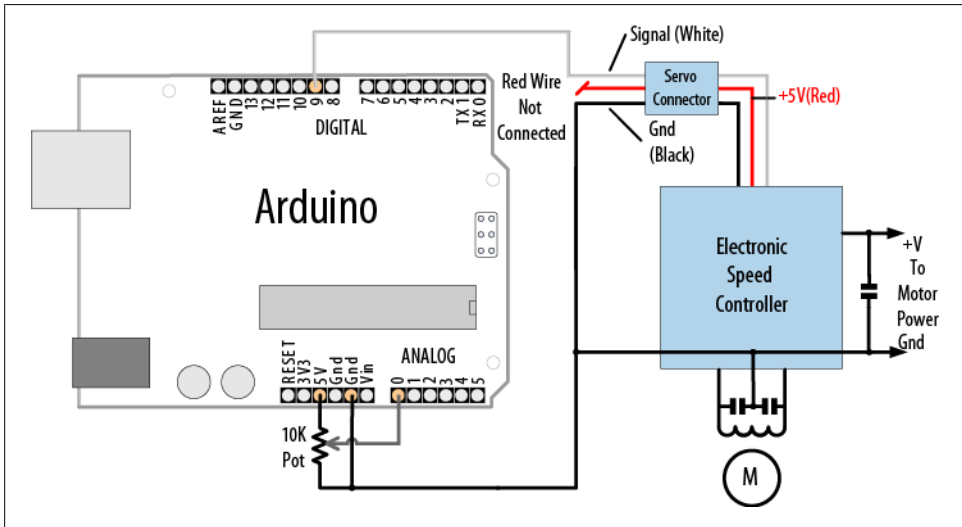 Signal (White)
Red Wire
Not
Connected
Servo
Connector
+5V(Red)
Gnd
(Black)
AREF
GND
13
12
11
10
9
8
7
6
5
4
3
2
TX 1
RX 0
DIGITAL
Arduino
Electronic
Speed
Controller
+V
To
Motor
Power
Gnd
RESET
3V3
5V
Gnd
Gnd
Vin
ANALOG
0
1
2
3
4
5
10K
Pot
M